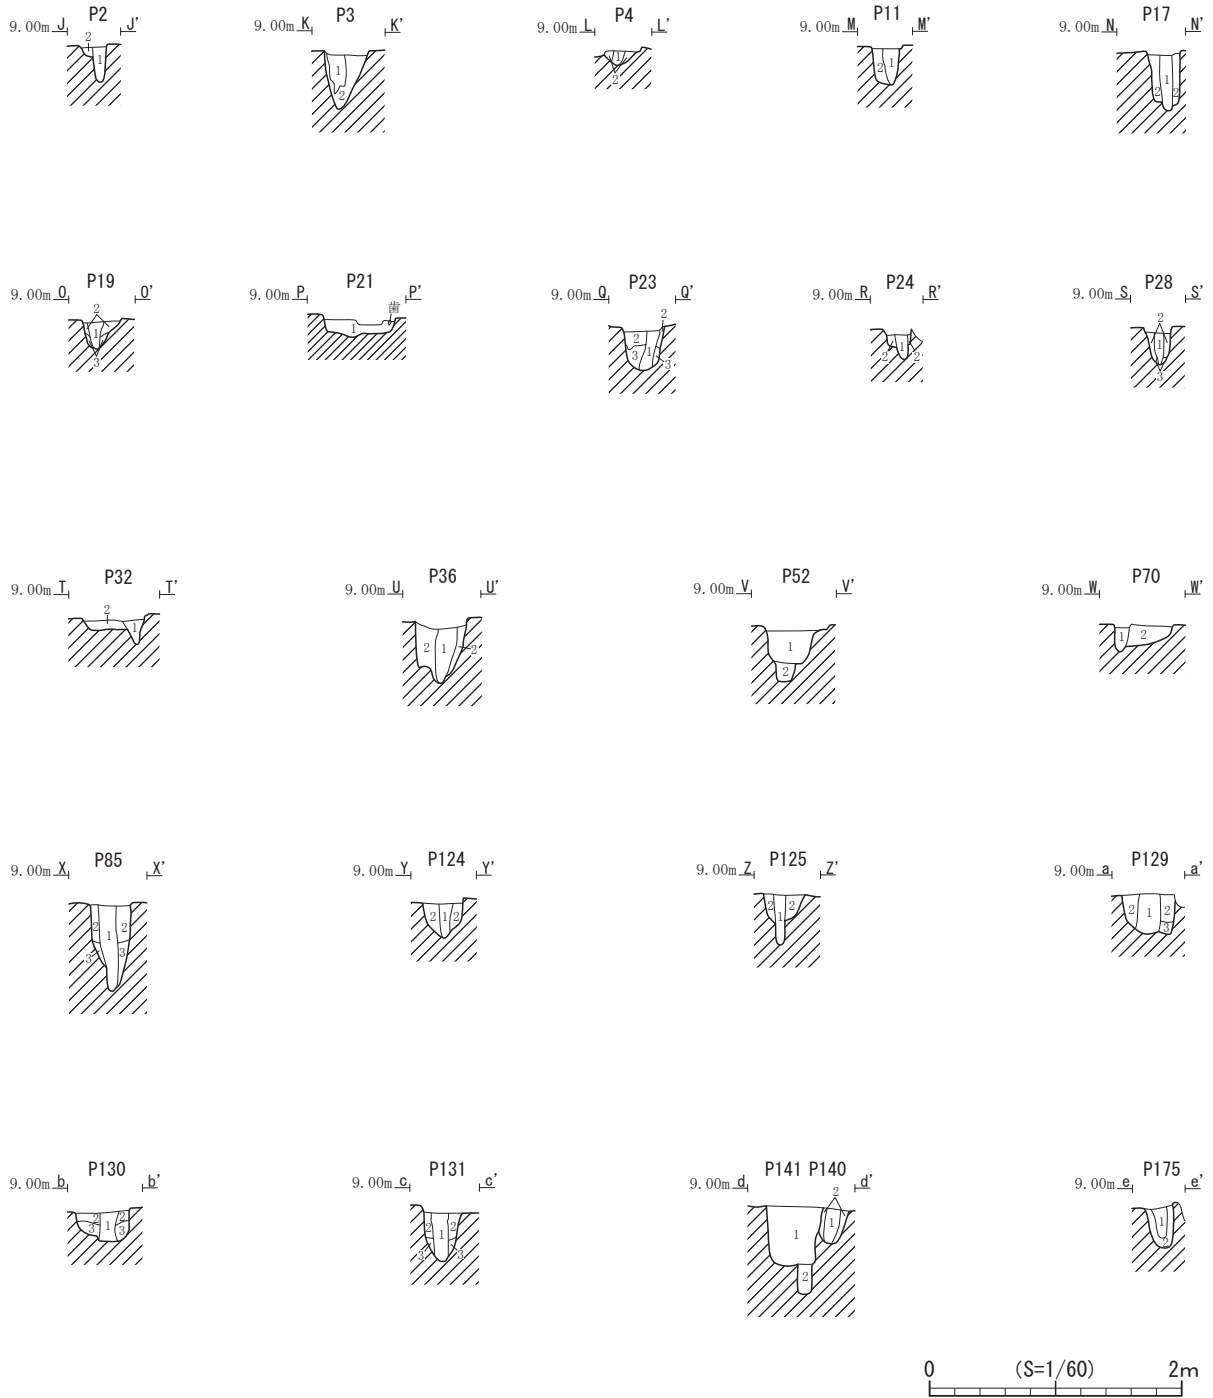 P2 P3 P4 P11 P17
9.00m J J' 9.00m K K' 9.00m L L' 9.00m M M' 9.00m N N'
2 1
1 2
1 2
2 1
1 2 2
P19 P21 P23 P24 P28
9.00m O O' 9.00m P P' 9.00m Q Q' 9.00m R R' 9.00m S S'
2 1 3
1 歯
2 2 3 1 3
1 2 2
2 1 3
P32 P36 P52 P70
9.00m T T' 9.00m U U' 9.00m V V' 9.00m W W'
2 1
2 1 2
1 2
1 2
P85 P124 P125 P129
9.00m X X' 9.00m Y Y' 9.00m Z Z' 9.00m a a'
2 1 2 3 3
2 1 2
2 1 2
2 1 2 3
P130 P131 P141 P140 P175
9.00m b b' 9.00m c c' 9.00m d d' 9.00m e e'
2 3 1 2 3
2 1 2 3 3
1 2 2 1
1 2
0 (S=1/60) 2m